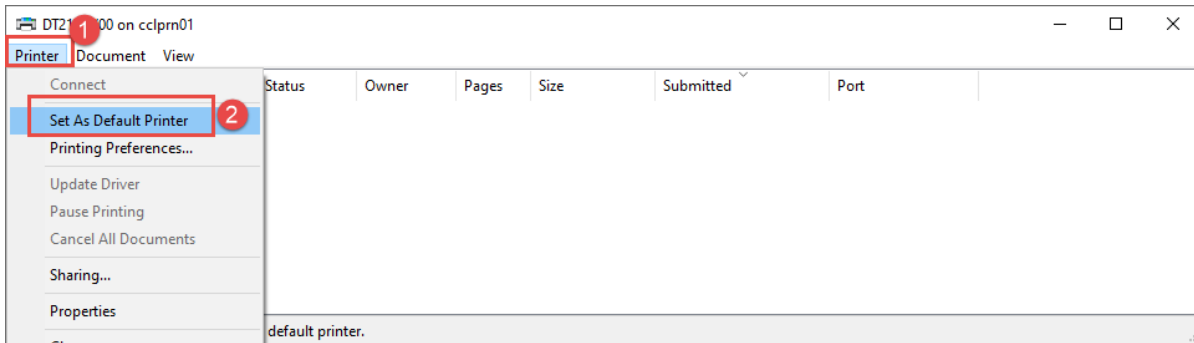 DT21 00 on cclprn01
1
Printer Document View
Connect
Status Owner Pages Size Submitted Port
Set As Default Printer 2
Printing Preferences...
Update Driver
Pause Printing
Cancel All Documents
Sharing...
Properties
default printer.